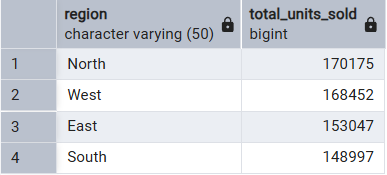 region total_units_sold
character varying (50) bigint
1 North 170175
2 West 168452
3 East 153047
4 South 148997